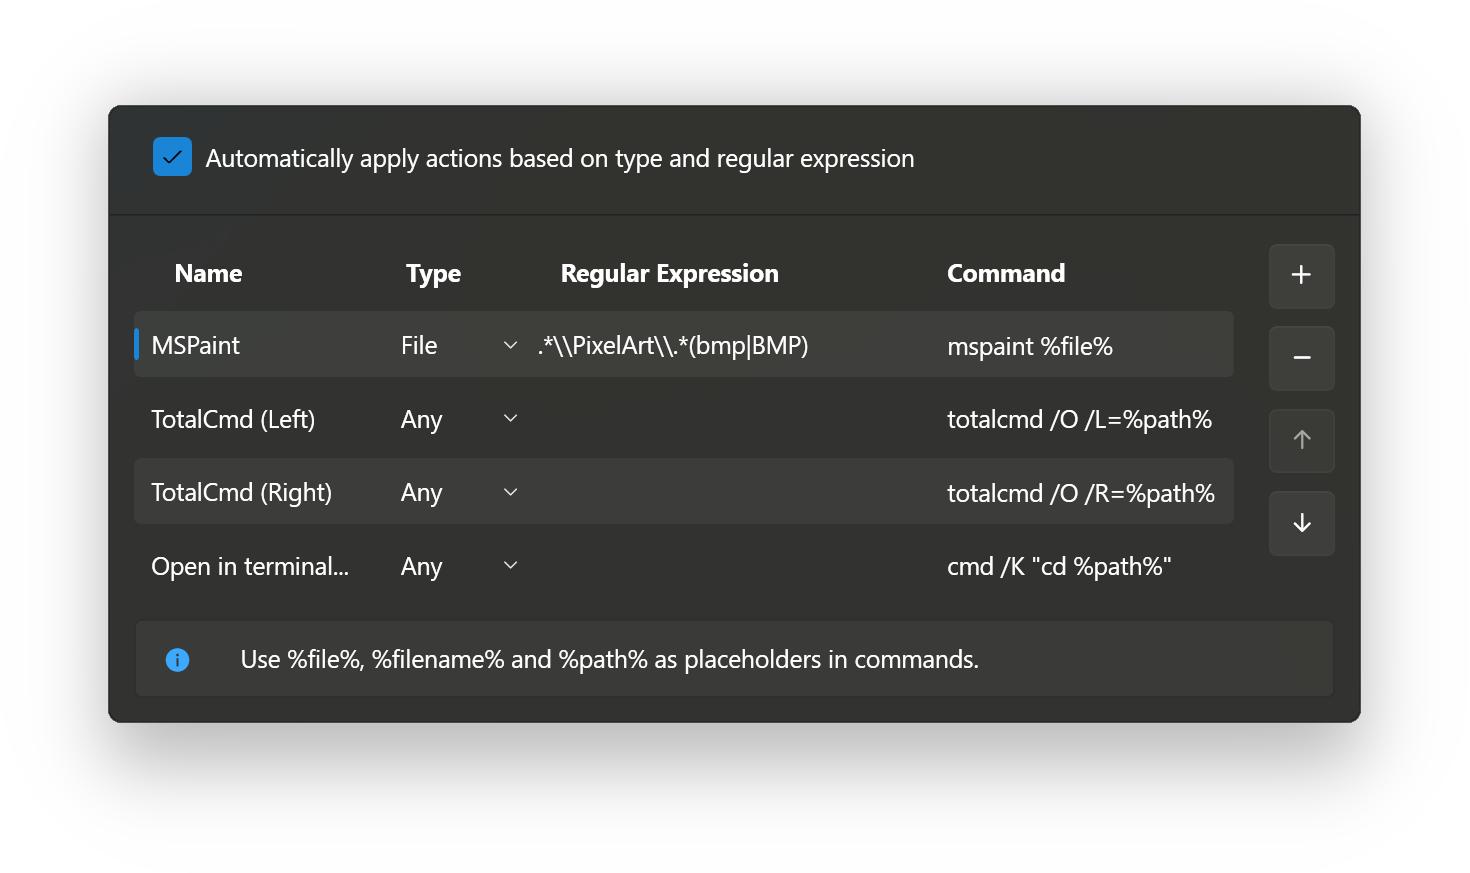 Automatically apply actions based on type and regular expression
Name Type Regular Expression Command
MSPaint File .*\\PixelArt\\.*(bmp|BMP) mspaint %file%
TotalCmd (Left) Any totalcmd /O /L=%path%
TotalCmd (Right) Any totalcmd /O /R=%path%
Open in terminal... Any cmd /K "cd %path%"
Use %file%, %filename% and %path% as placeholders in commands.